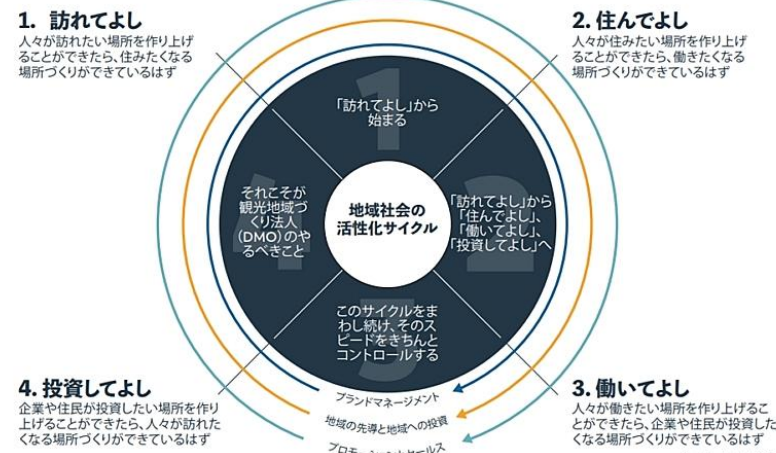 1. 訪れてよし
人々が訪れたい場所を作り上げ
ることができたら、住みたくなる
場所づくりができているはず
2. 住んでよし
人々が住みたい場所を作り上げ
ることができたら、働きたくなる
場所づくりができているはず
1
「訪れてよし」から
始まる
2
「訪れてよし」から
「住んでよし」、
「働いてよし」、
「投資してよし」へ
地域社会の
活性化サイクル
4
それこそが
観光地域づ
くり法人
(DMO)のや
るべきこと
3
このサイクルをま
わし続け、そのス
ピードをきちんと
コントロールする
ブランドマネージメント
地域の先導と地域への投資
4. 投資してよし
企業や住民が投資したい場所を作り
上げることができたら、人々が訪れた
くなる場所づくりができているはず
3. 働いてよし
人々が働きたい場所を作り上げるこ
とができたら、企業や住民が投資した
くなる場所づくりができているはず